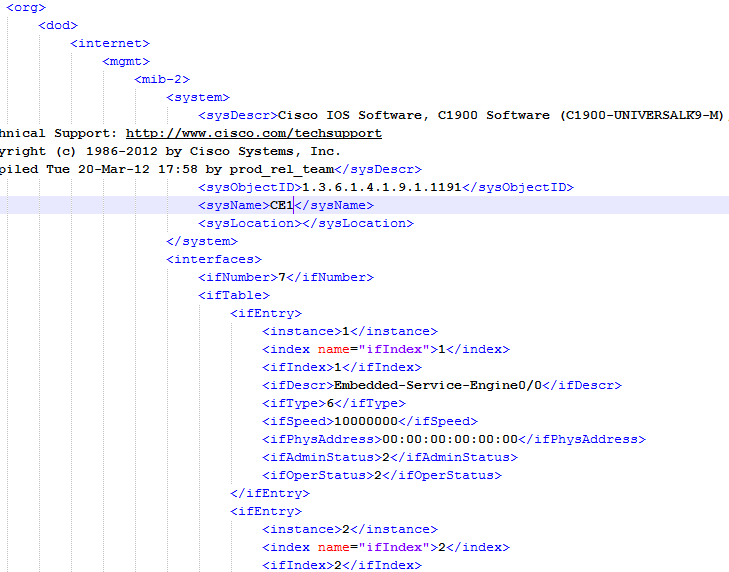 <org>
<dod>
<internet>
<mgmt>
<mib-2>
<system>
<sysDescr>Cisco IOS Software, C1900 Software (C1900-UNIVERSALK9-M),
hnical Support: http://www.cisco.com/techsupport
yright (c) 1986-2012 by Cisco Systems, Inc.
piled Tue 20-Mar-12 17:58 by prod_rel_team</sysDescr>
<sysObjectID>1.3.6.1.4.1.9.1.1191</sysObjectID>
<sysName>CE1</sysName>
<sysLocation></sysLocation>
</system>
<interfaces>
<ifNumber>7</ifNumber>
<ifTable>
<ifEntry>
<instance>1</instance>
<index name="ifIndex">1</index>
<ifIndex>1</ifIndex>
<ifDescr>Embedded-Service-Engine0/0</ifDescr>
<ifType>6</ifType>
<ifSpeed>10000000</ifSpeed>
<ifPhysAddress>00:00:00:00:00:00</ifPhysAddress>
<ifAdminStatus>2</ifAdminStatus>
<ifOperStatus>2</ifOperStatus>
</ifEntry>
<ifEntry>
<instance>2</instance>
<index name="ifIndex">2</index>
<ifIndex>2</ifIndex>